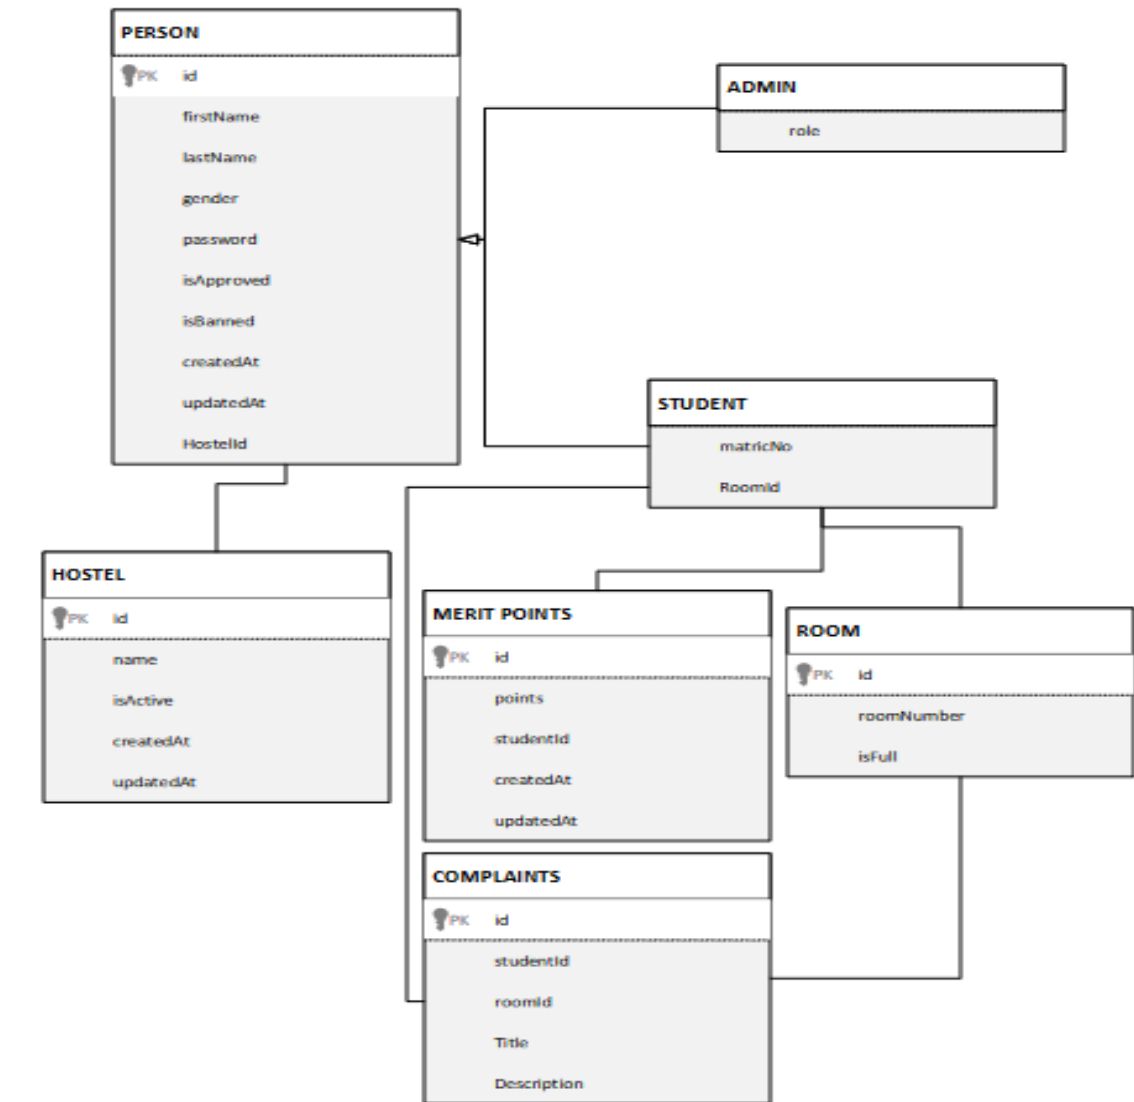 PERSON
PK id
firstName
lastName
gender
password
isApproved
isBanned
createdAt
updatedAt
HostelId
ADMIN
role
STUDENT
matricNo
RoomId
HOSTEL
PK id
name
isActive
createdAt
updatedAt
MERIT POINTS
PK id
points
studentId
createdAt
updatedAt
ROOM
PK id
roomNumber
isFull
COMPLAINTS
PK id
studentId
roomId
Title
Description